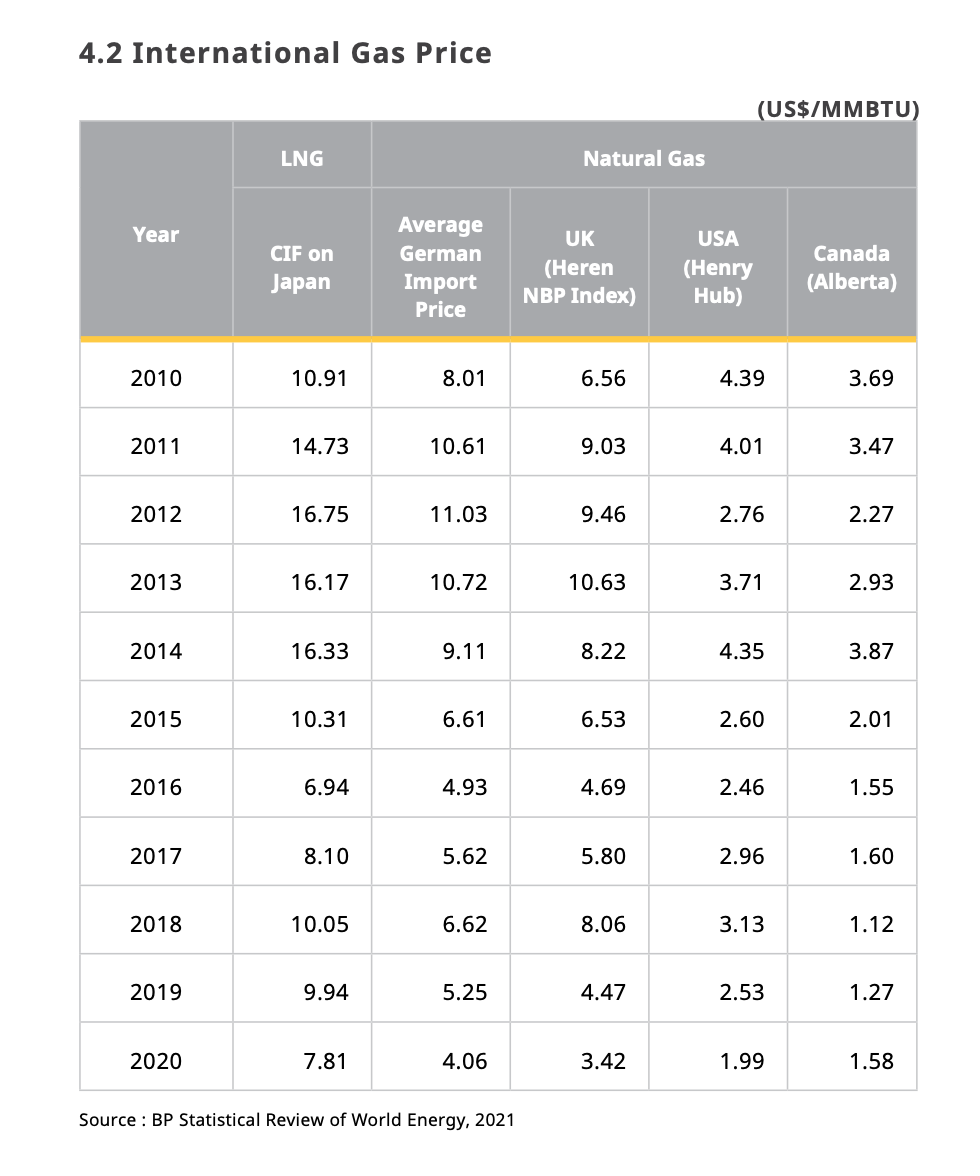 4.2 International Gas Price
(US$/MMBTU)
Year LNG Natural Gas
CIF on Japan Average German Import Price UK (Heren NBP Index) USA (Henry Hub) Canada (Alberta)
2010 10.91 8.01 6.56 4.39 3.69
2011 14.73 10.61 9.03 4.01 3.47
2012 16.75 11.03 9.46 2.76 2.27
2013 16.17 10.72 10.63 3.71 2.93
2014 16.33 9.11 8.22 4.35 3.87
2015 10.31 6.61 6.53 2.60 2.01
2016 6.94 4.93 4.69 2.46 1.55
2017 8.10 5.62 5.80 2.96 1.60
2018 10.05 6.62 8.06 3.13 1.12
2019 9.94 5.25 4.47 2.53 1.27
2020 7.81 4.06 3.42 1.99 1.58
Source : BP Statistical Review of World Energy, 2021